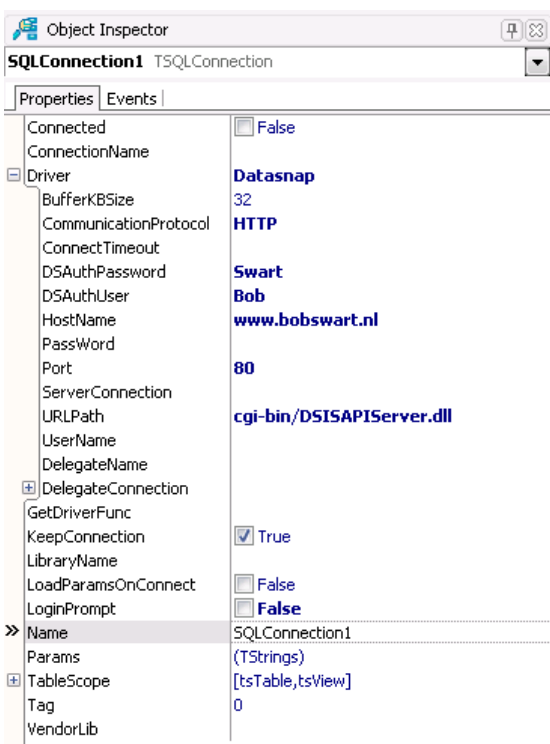 Object Inspector
SQLConnection1 TSQLConnection
Properties Events
Connected False
ConnectionName
Driver Datasnap
BufferKBSize 32
CommunicationProtocol HTTP
ConnectTimeout
DSAuthPassword Swart
DSAuthUser Bob
HostName www.bobswart.nl
PassWord
Port 80
ServerConnection
URLPath cgi-bin/DSISAPIServer.dll
UserName
DelegateName
DelegateConnection
GetDriverFunc
KeepConnection True
LibraryName
LoadParamsOnConnect False
LoginPrompt False
Name SQLConnection1
Params (TStrings)
TableScope [tsTable,tsView]
Tag 0
VendorLib